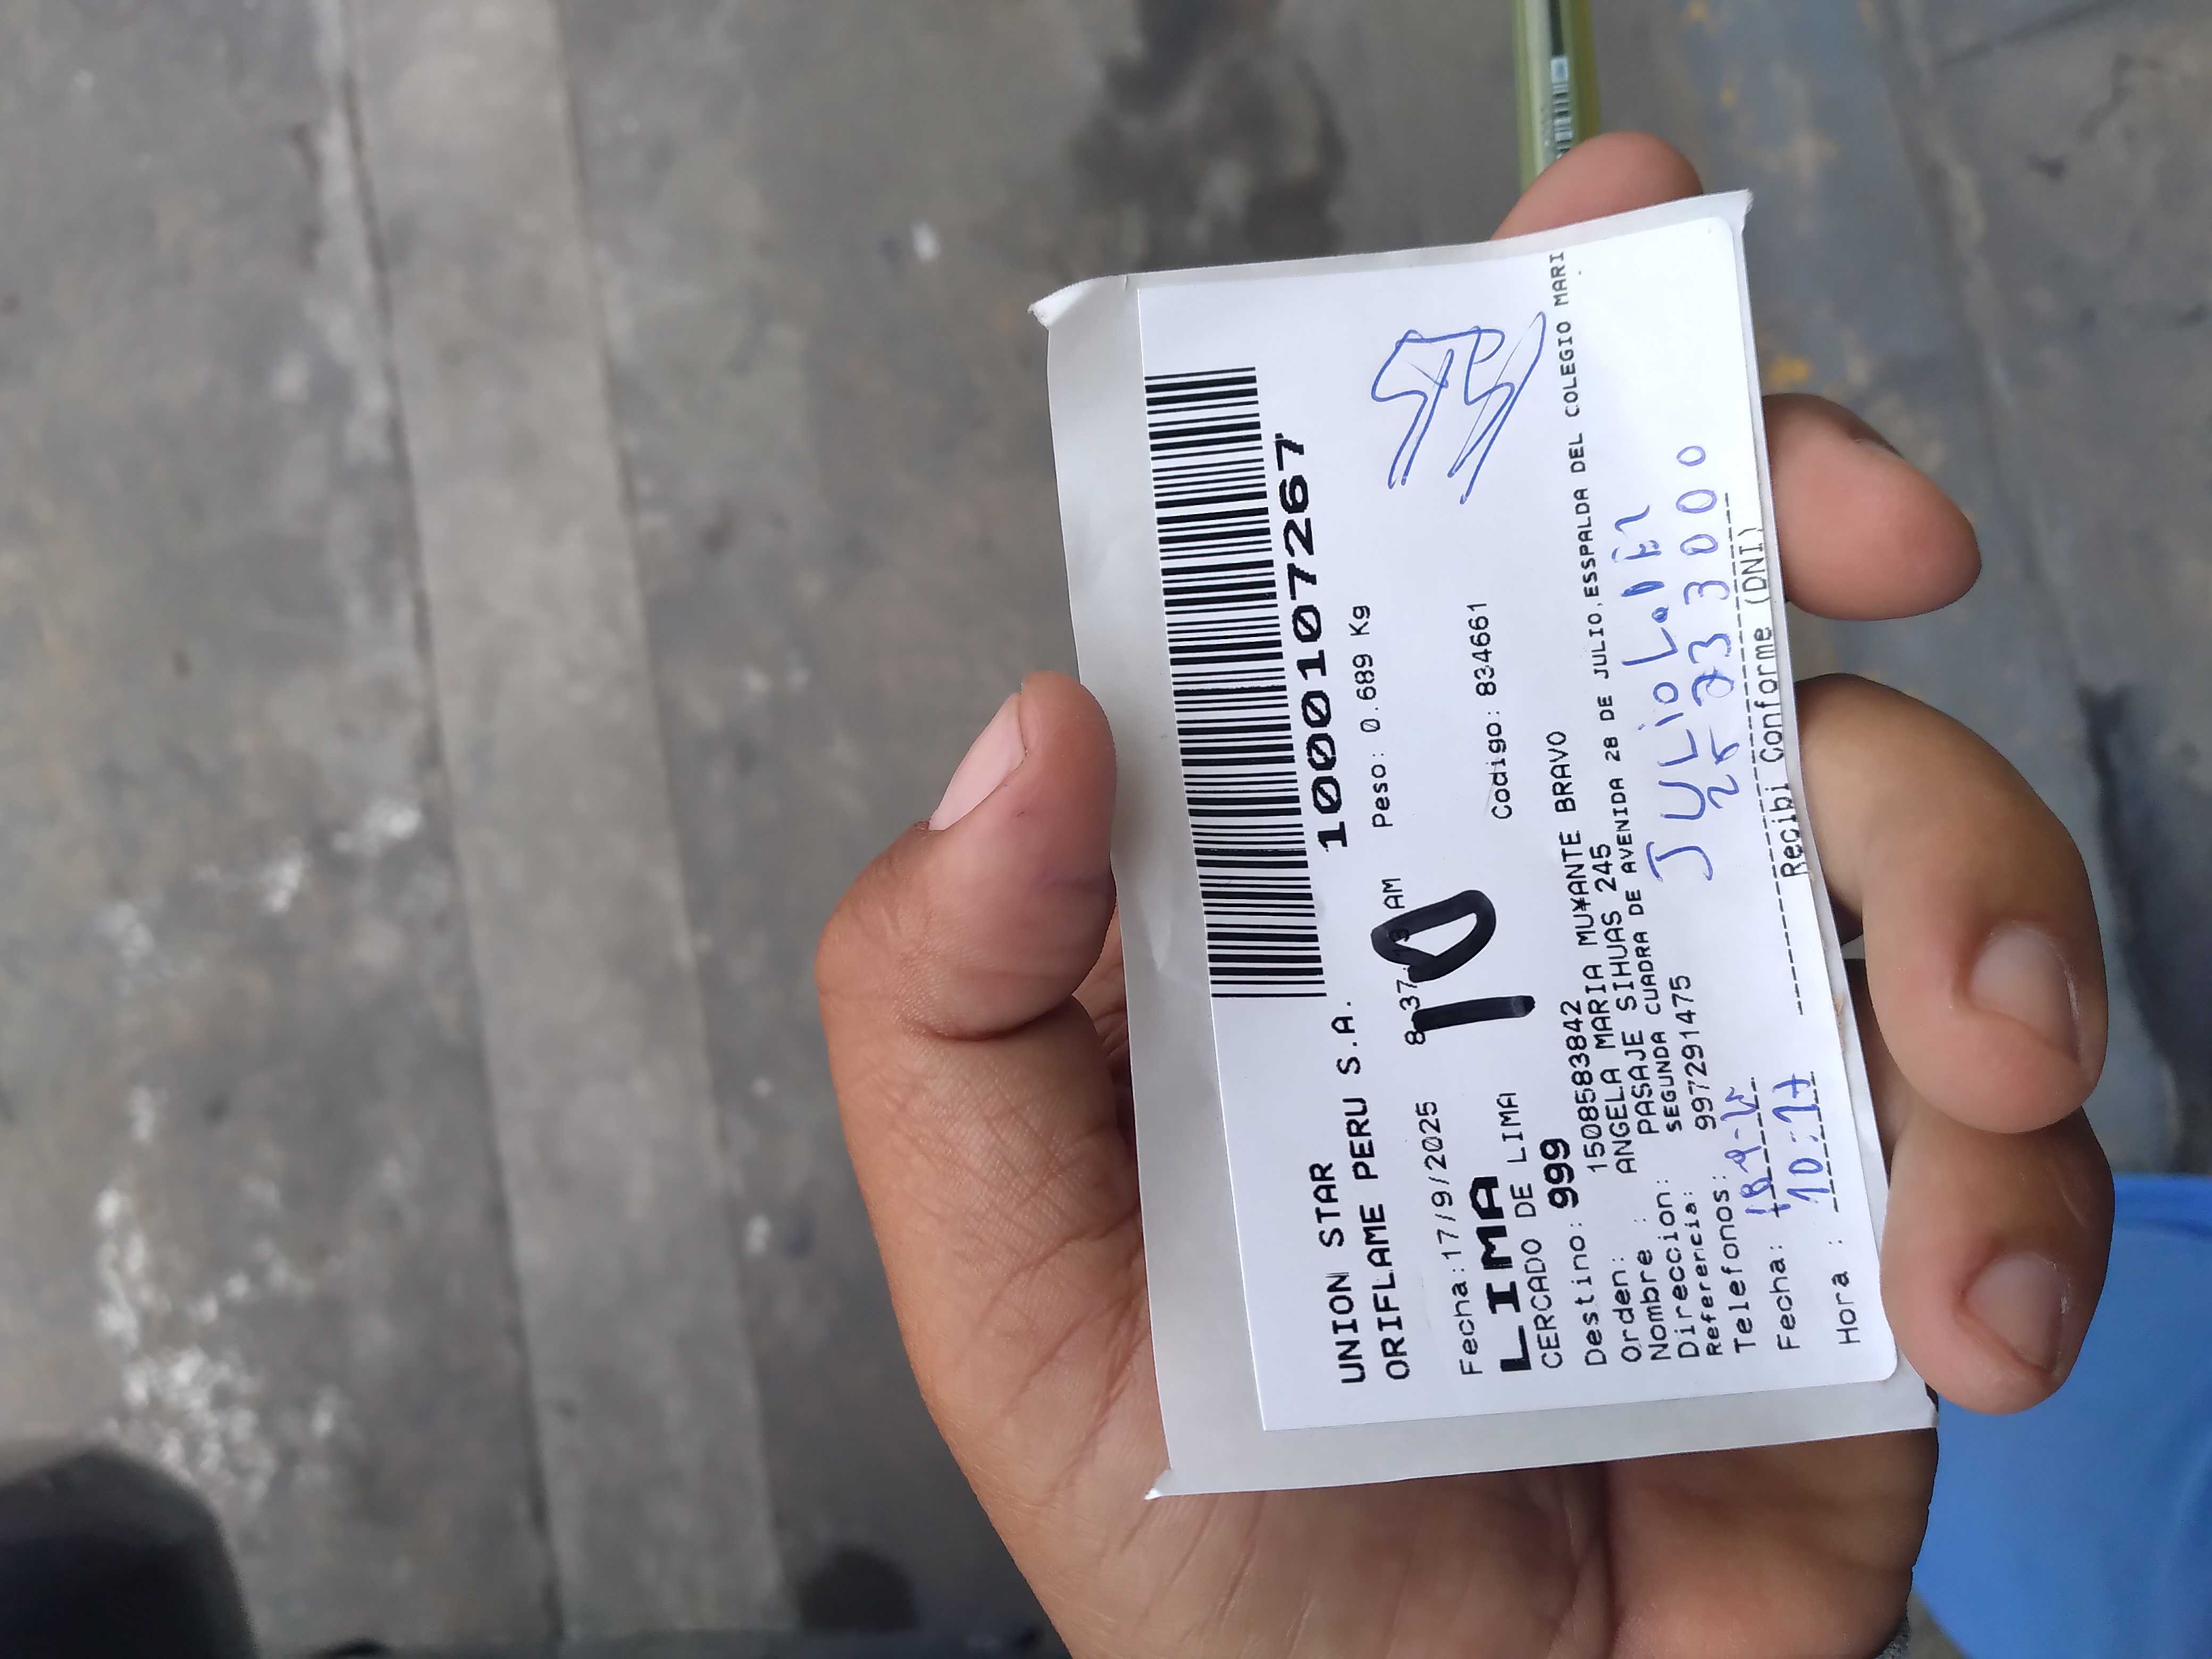 10001107267
UNION STAR
ORIFLAME PERU S.A.
Peso: 0.689 Kg
Fecha:17/9/2025 8:37: AM
LIMA 10
CERCADO DE LIMA Codigo: 834661
Destino: 999
Orden: 1508583842
Nombre : ANGELA MARIA MU¥ANTE BRAVO
Direccion: PASAJE SIHUAS 245
Referencia: SEGUNDA CUADRA DE AVENIDA 28 DE JULIO,ESSPALDA DEL COLEGIO MARI
Telefonos: 997291475
JULIO
Fecha:
Hora : 10:17
Recibi Conforme (DNI)